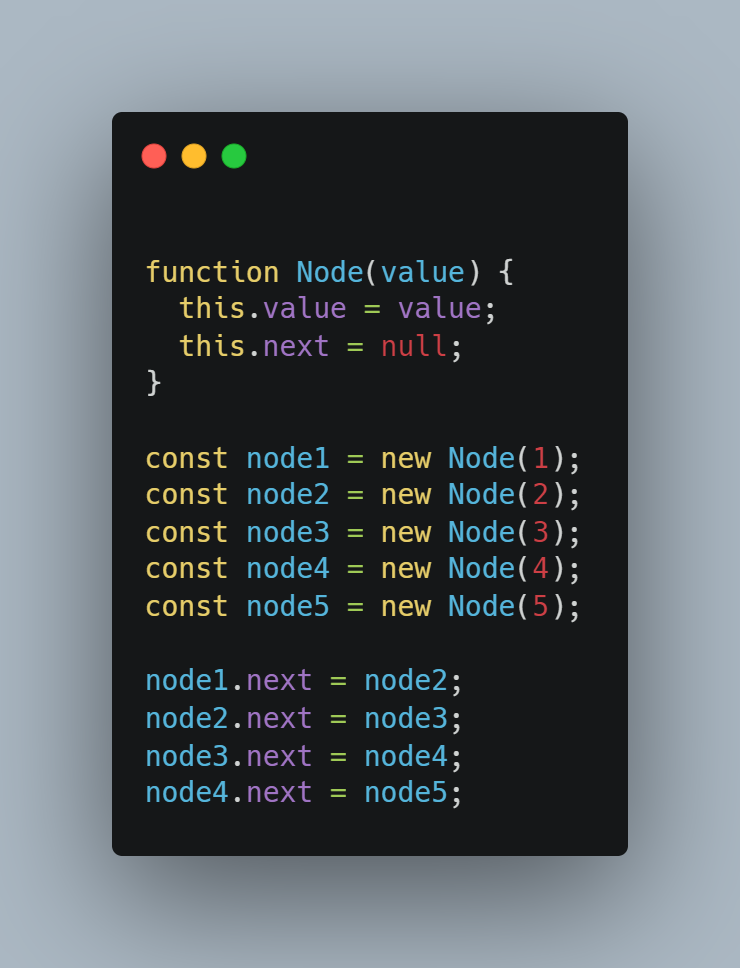 function Node(value) {
  this.value = value;
  this.next = null;
}

const node1 = new Node(1);
const node2 = new Node(2);
const node3 = new Node(3);
const node4 = new Node(4);
const node5 = new Node(5);

node1.next = node2;
node2.next = node3;
node3.next = node4;
node4.next = node5;